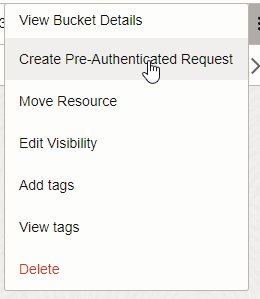 View Bucket Details
Create Pre-Authenticated Request
Move Resource
Edit Visibility
Add tags
View tags
Delete